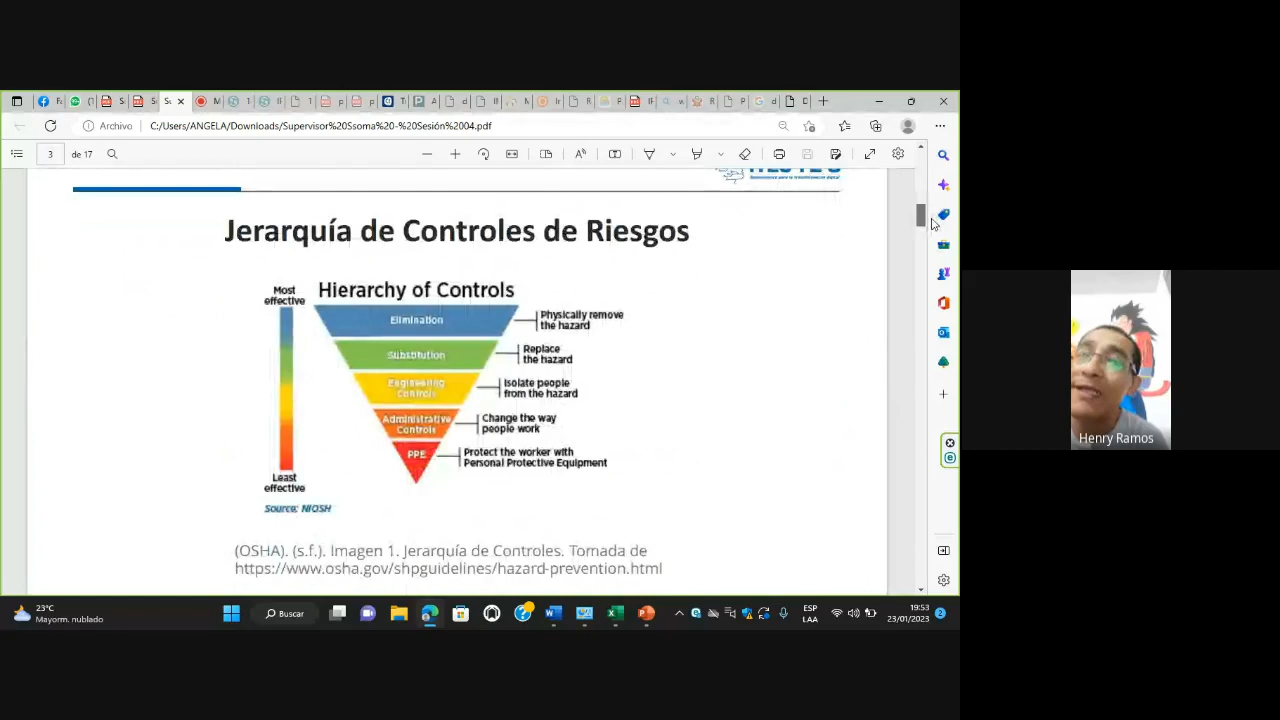 Archivo
C:/Users/ANGELA/Downloads/Supervisor%20Ssoma%20-%20Sesión%2004.pdf
3 de 17
Jerarquía de Controles de Riesgos
Hierarchy of Controls
Most
effective
Elimination
Physically remove
the hazard
Substitution
Replace
the hazard
Engineering
Controls
Isolate people
from the hazard
Administrative
Controls
Change the way
people work
PPE
Protect the worker with
Personal Protective Equipment
Least
effective
Source: NIOSH
(OSHA). (s.f.). Imagen 1. Jerarquía de Controles. Tomada de
https://www.osha.gov/shpguidelines/hazard-prevention.html
Henry Ramos
23°C
Mayorm. nublado
Buscar
ESP
LAA
19:53
23/01/2023
2